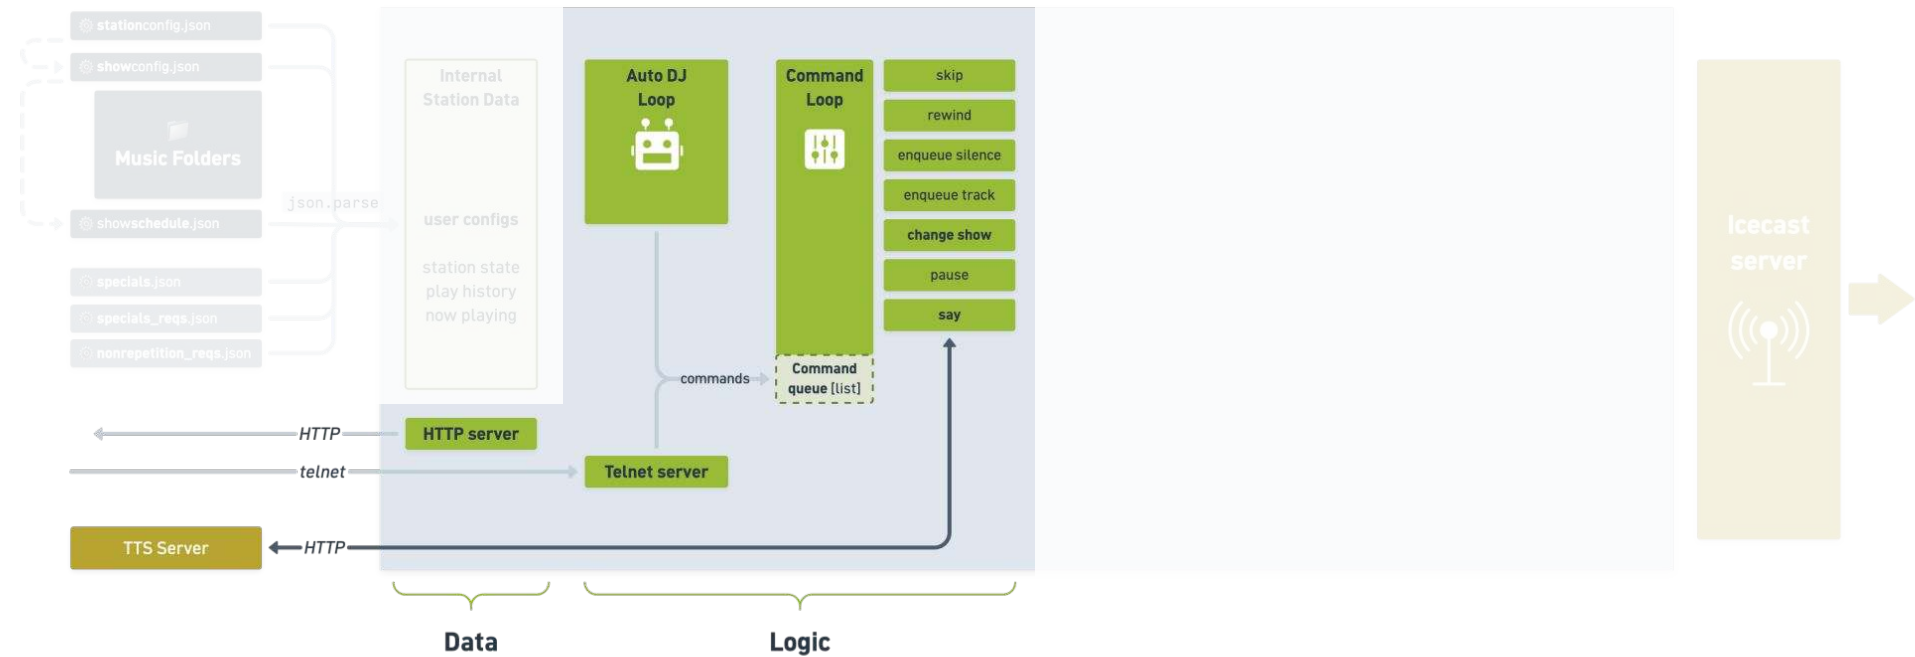 stationconfig.json
showconfig.json
Music Folders
showschedule.json
specials.json
specials_reqs.json
nonrepetition_reqs.json
json.parse
Internal
Station Data
user configs
station state
play history
now playing
Auto DJ
Loop
Command
Loop
skip
rewind
enqueue silence
enqueue track
change show
pause
say
Command
queue [list]
commands
HTTP
HTTP server
telnet
Telnet server
TTS Server
HTTP
Icecast
server
Data
Logic